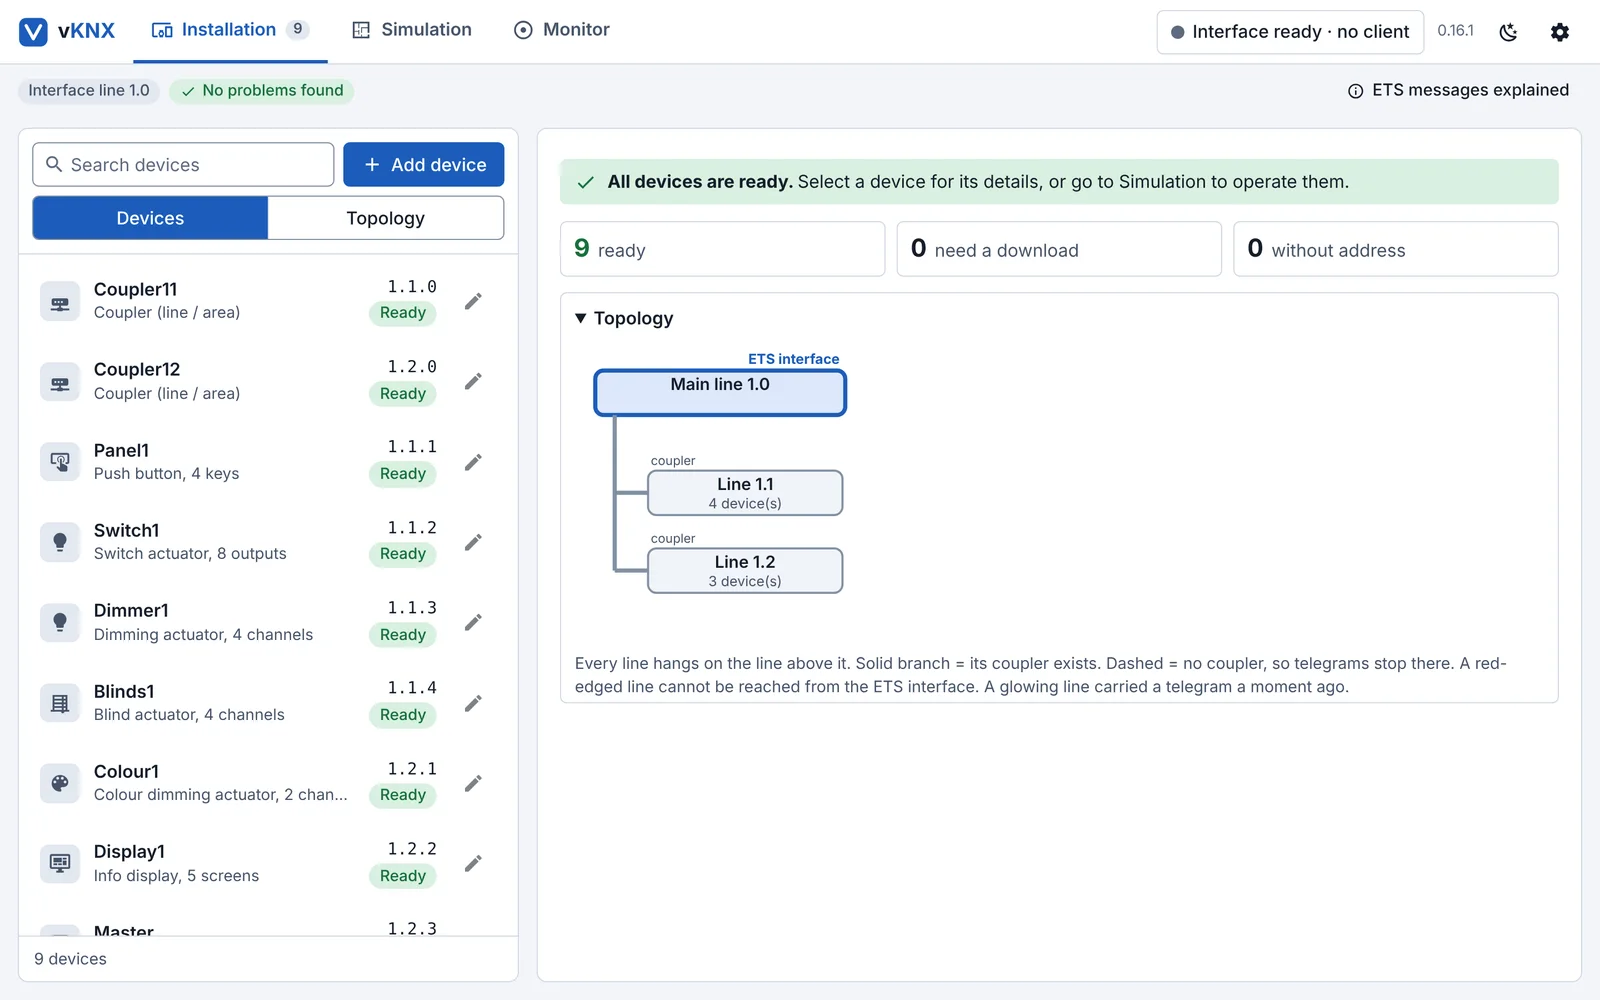 vKNX
Installation 9
Simulation
Monitor
Interface ready · no client
0.16.1
Interface line 1.0
No problems found
ETS messages explained
Search devices
+ Add device
Devices
Topology
Coupler11
1.1.0
Coupler (line / area)
Ready
Coupler12
1.2.0
Coupler (line / area)
Ready
Panel1
1.1.1
Push button, 4 keys
Ready
Switch1
1.1.2
Switch actuator, 8 outputs
Ready
Dimmer1
1.1.3
Dimming actuator, 4 channels
Ready
Blinds1
1.1.4
Blind actuator, 4 channels
Ready
Colour1
1.2.1
Colour dimming actuator, 2 chan...
Ready
Display1
1.2.2
Info display, 5 screens
Ready
Master
1.2.3
9 devices
All devices are ready. Select a device for its details, or go to Simulation to operate them.
9 ready
0 need a download
0 without address
Topology
ETS interface
Main line 1.0
coupler
Line 1.1
4 device(s)
coupler
Line 1.2
3 device(s)
Every line hangs on the line above it. Solid branch = its coupler exists. Dashed = no coupler, so telegrams stop there. A red-
edged line cannot be reached from the ETS interface. A glowing line carried a telegram a moment ago.